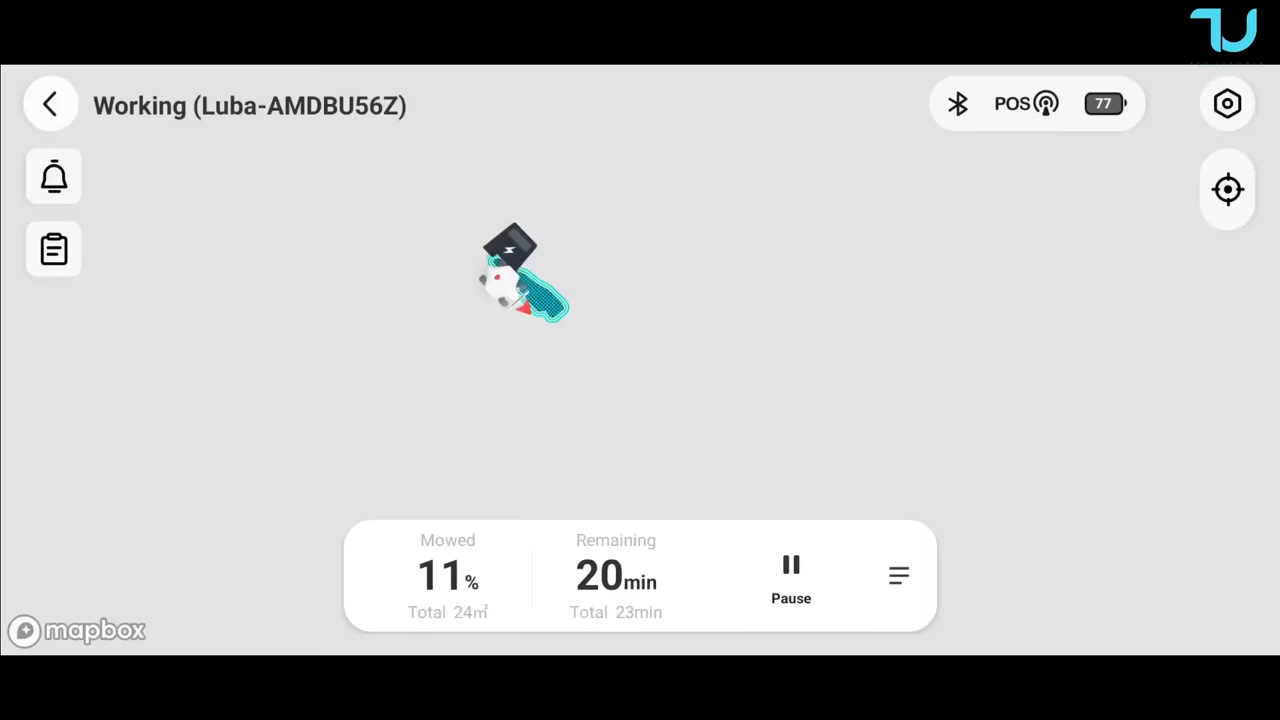 Working (Luba-AMDBU56Z)
POS
77
Mowed
11%
Total 24㎡
Remaining
20min
Total 23min
Pause
mapbox